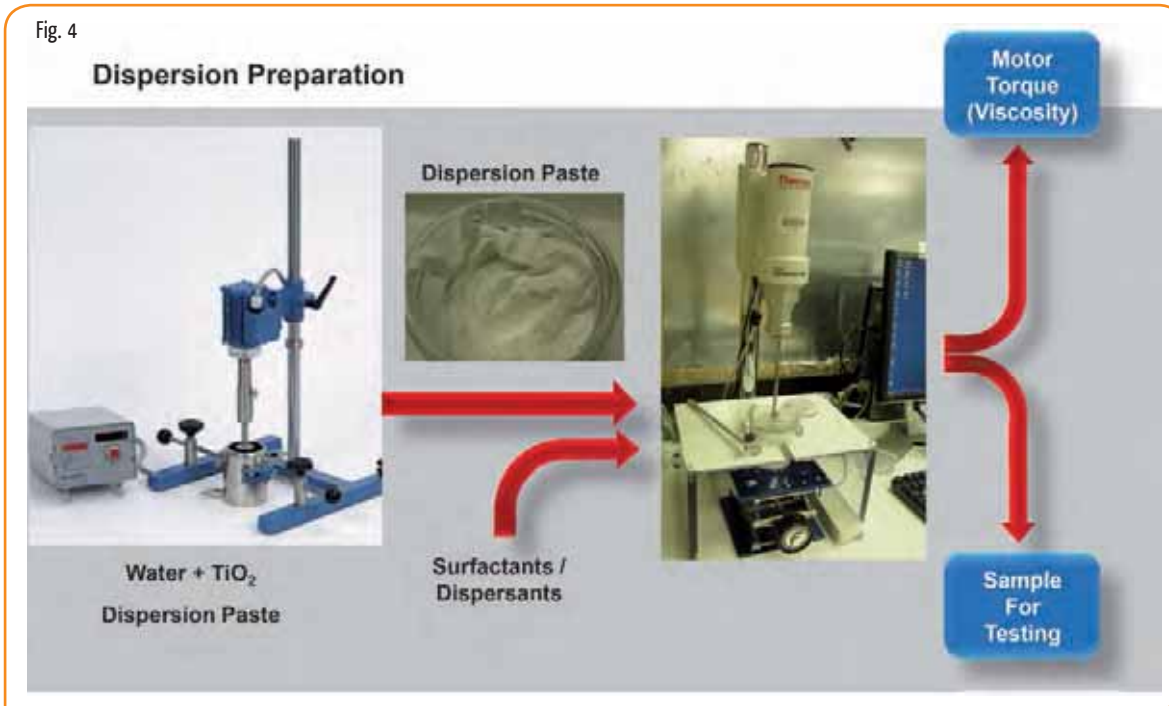 Fig. 4
Dispersion Preparation
Motor
Torque
(Viscosity)
Dispersion Paste
Water + TiO₂
Dispersion Paste
Surfactants /
Dispersants
Sample
For
Testing